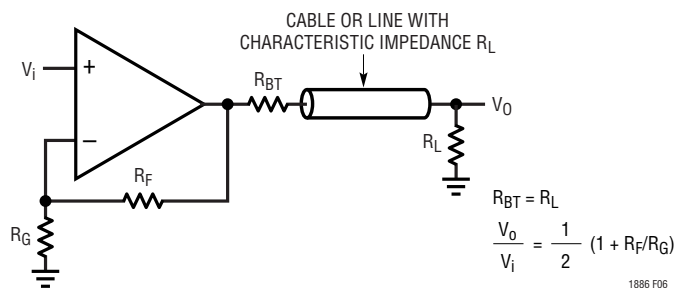 CABLE OR LINE WITH
CHARACTERISTIC IMPEDANCE RL
Vi
+
–
RBT
VO
RL
RF
RG
RBT = RL
Vo/Vi = 1/2 (1 + RF/RG)
1886 F06